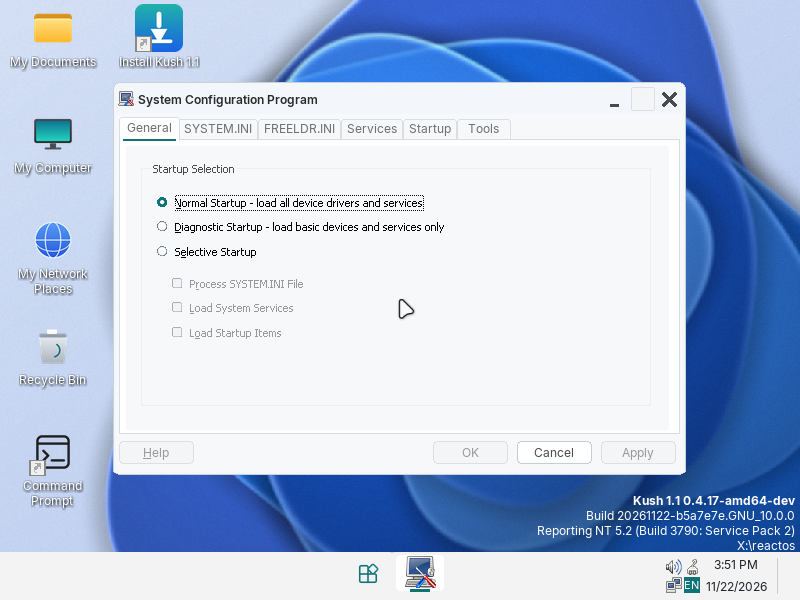 My Documents
Install Kush 1.1
My Computer
My Network
Places
Recycle Bin
Command
Prompt
System Configuration Program
General
SYSTEM.INI
FREELDR.INI
Services
Startup
Tools
Startup Selection
Normal Startup - load all device drivers and services
Diagnostic Startup - load basic devices and services only
Selective Startup
Process SYSTEM.INI File
Load System Services
Load Startup Items
Help
OK
Cancel
Apply
Kush 1.1 0.4.17-amd64-dev
Build 20261122-b5a7e7e.GNU_10.0.0
Reporting NT 5.2 (Build 3790: Service Pack 2)
X:\reactos
3:51 PM
EN
11/22/2026